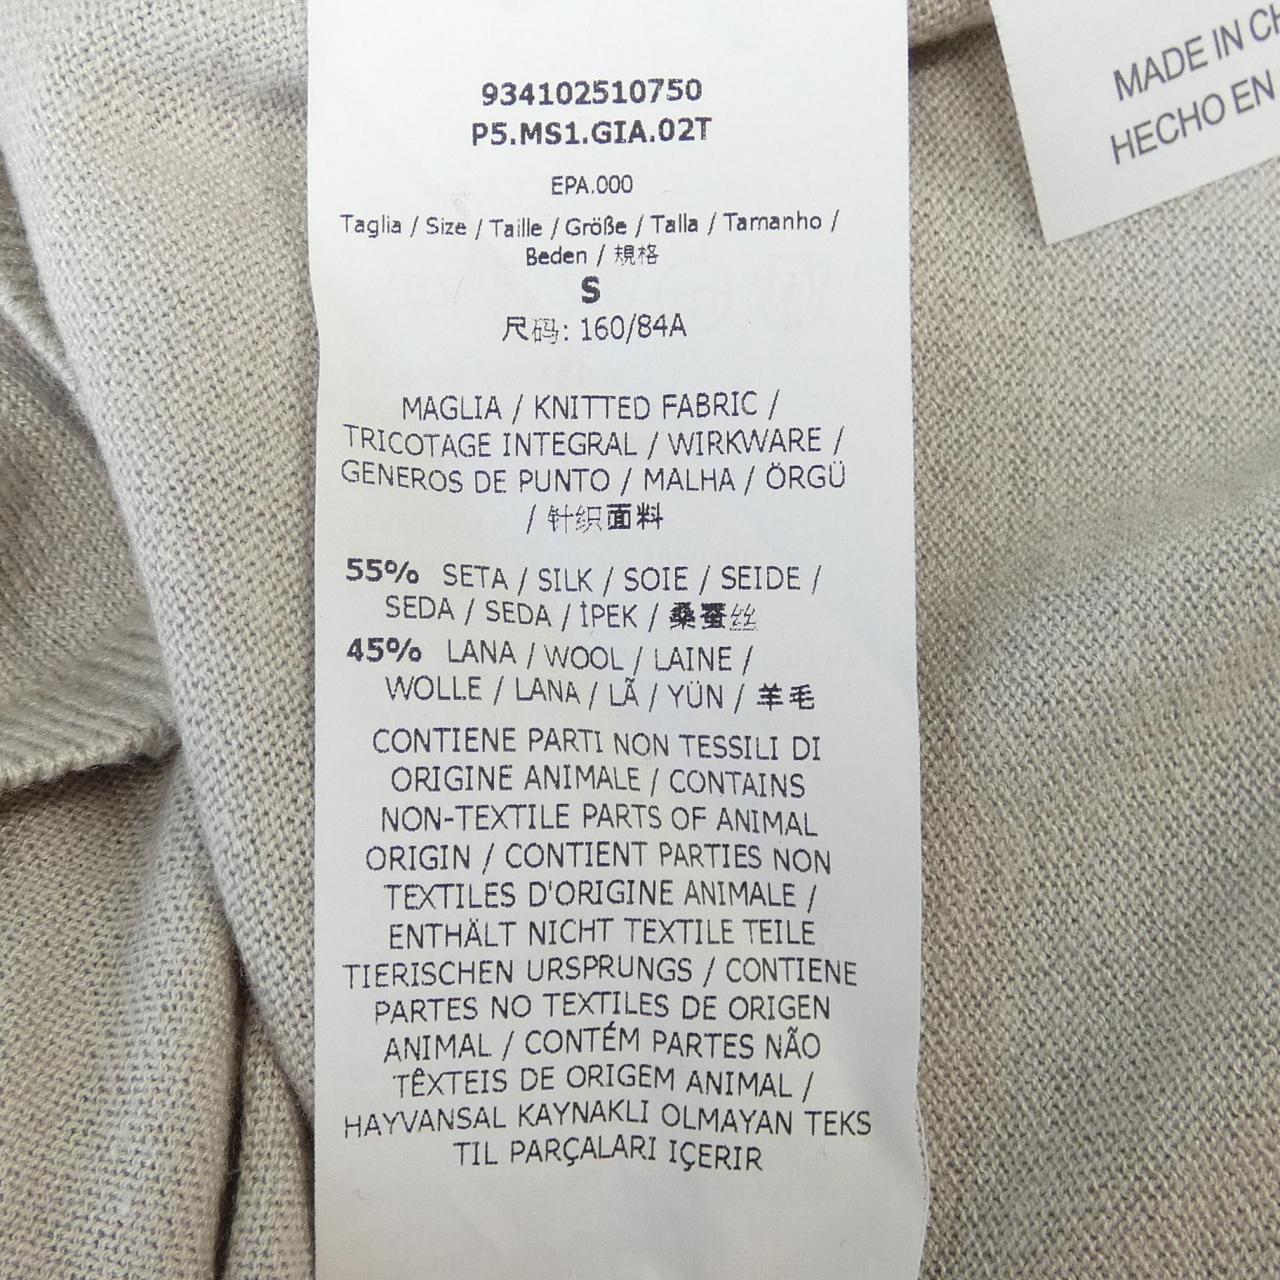 934102510750
P5.MS1.GIA.02T
EPA.000
Taglia / Size / Taille / Größe / Talla / Tamanho /
Beden / 規格
S
尺码: 160/84A
MAGLIA / KNITTED FABRIC /
TRICOTAGE INTEGRAL / WIRKWARE /
GENEROS DE PUNTO / MALHA / ÖRGÜ
/ 针织面料
55% SETA / SILK / SOIE / SEIDE /
SEDA / SEDA / İPEK / 桑蚕丝
45% LANA / WOOL / LAINE /
WOLLE / LANA / LÃ / YÜN / 羊毛
CONTIENE PARTI NON TESSILI DI
ORIGINE ANIMALE / CONTAINS
NON-TEXTILE PARTS OF ANIMAL
ORIGIN / CONTIENT PARTIES NON
TEXTILES D'ORIGINE ANIMALE /
ENTHÄLT NICHT TEXTILE TEILE
TIERISCHEN URSPRUNGS / CONTIENE
PARTES NO TEXTILES DE ORIGEN
ANIMAL / CONTÉM PARTES NÃO
TÊXTEIS DE ORIGEM ANIMAL /
HAYVANSAL KAYNAKLI OLMAYAN TEKS
TIL PARÇALARI IÇERIR
MADE IN
HECHO EN